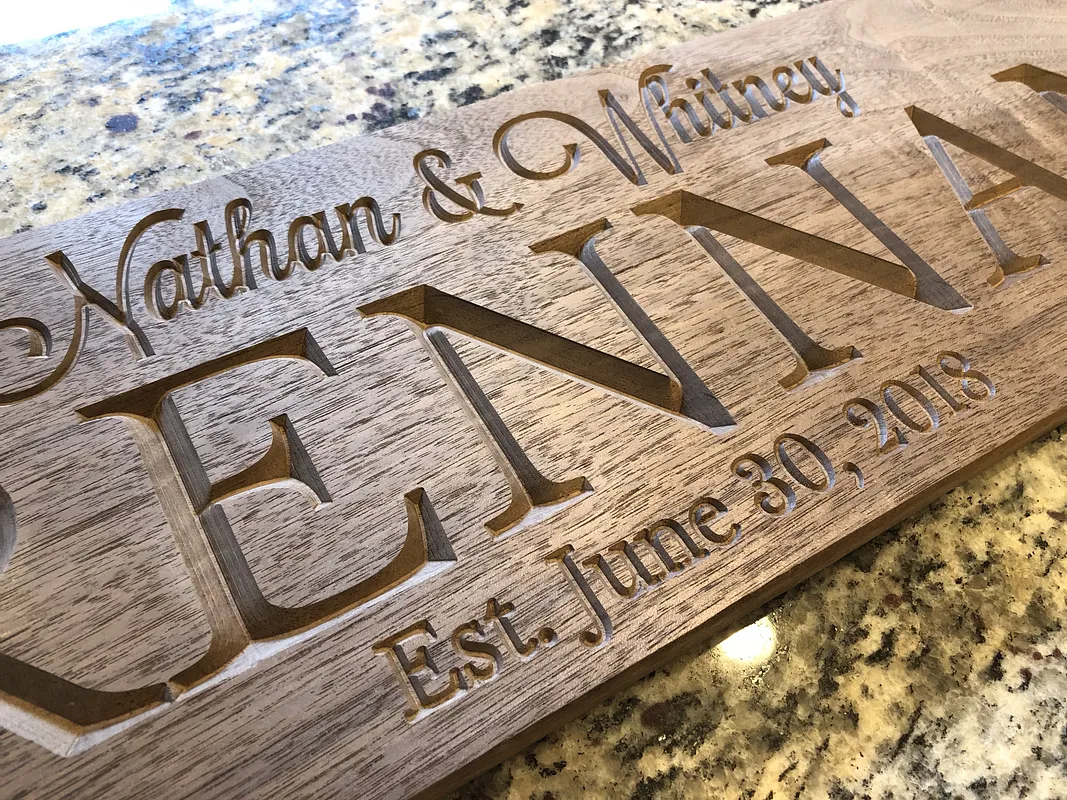 Nathan & Whitney
ENNA
Est. June 30, 2018